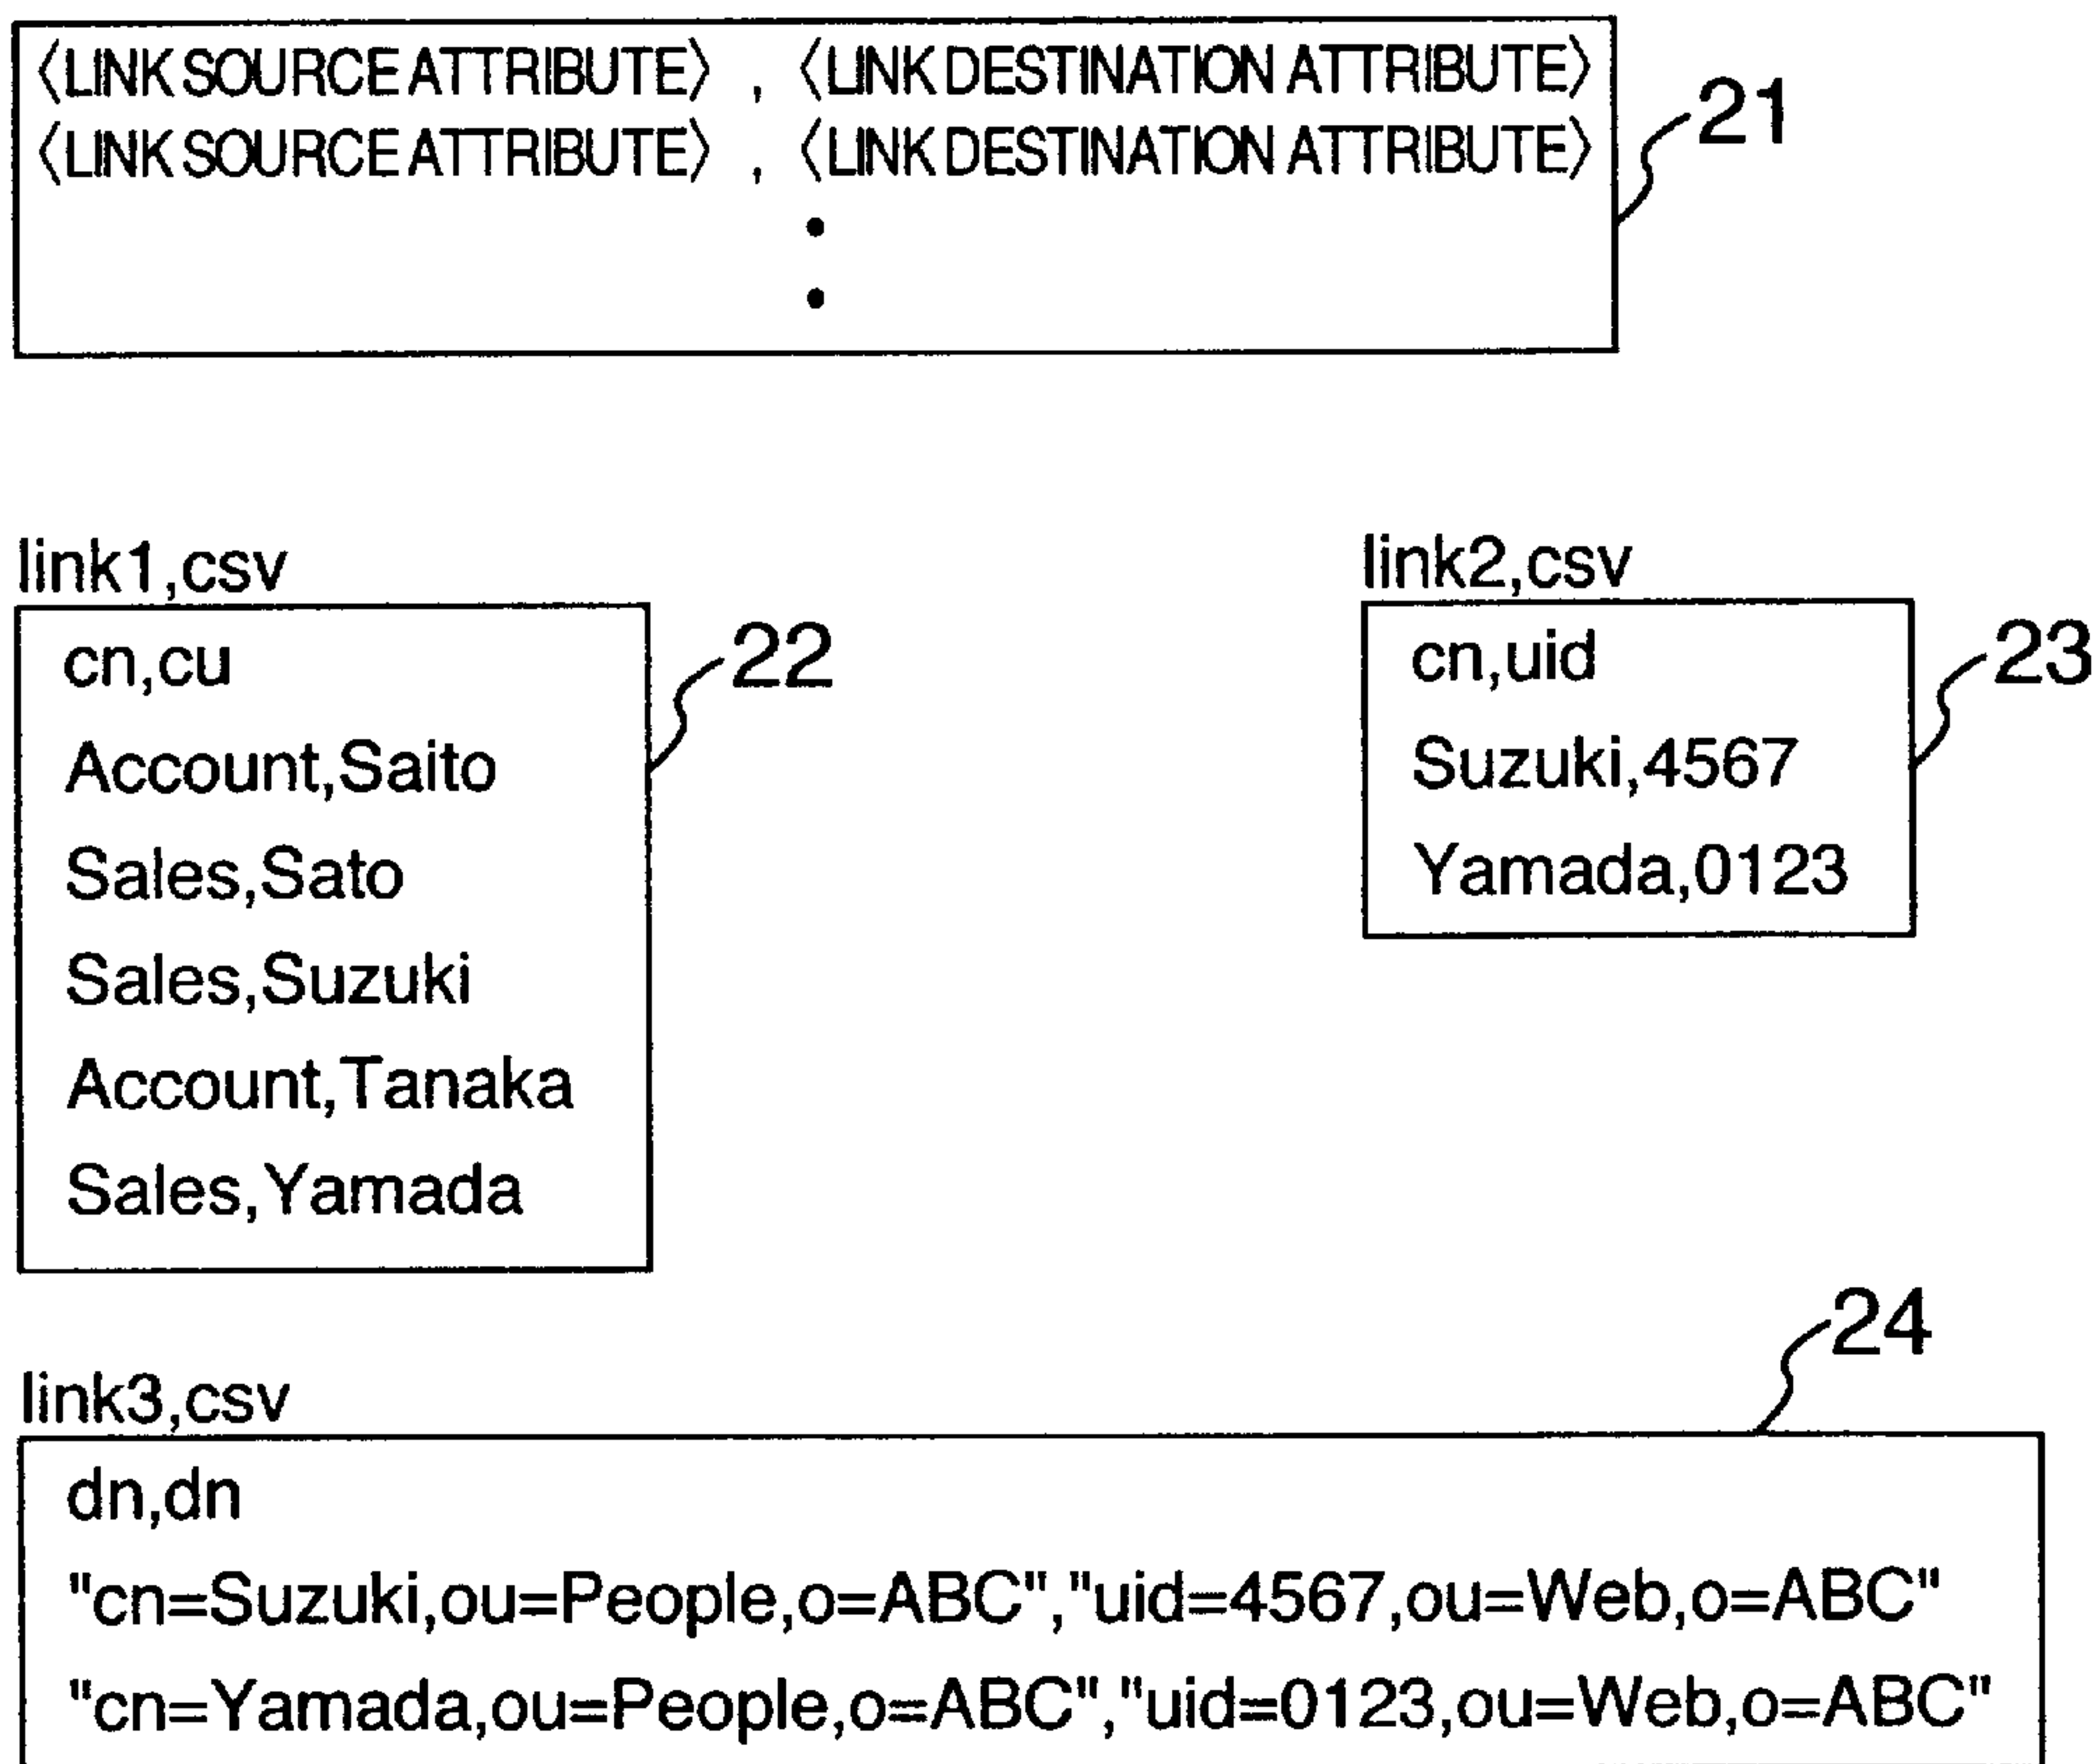 〈LINK SOURCE ATTRIBUTE〉 , 〈LINK DESTINATION ATTRIBUTE〉
〈LINK SOURCE ATTRIBUTE〉 , 〈LINK DESTINATION ATTRIBUTE〉
21
link1,csv
cn,cu
Account,Saito
Sales,Sato
Sales,Suzuki
Account,Tanaka
Sales,Yamada
22
link2,csv
cn,uid
Suzuki,4567
Yamada,0123
23
link3,csv
24
dn,dn
"cn=Suzuki,ou=People,o=ABC","uid=4567,ou=Web,o=ABC"
"cn=Yamada,ou=People,o=ABC","uid=0123,ou=Web,o=ABC"